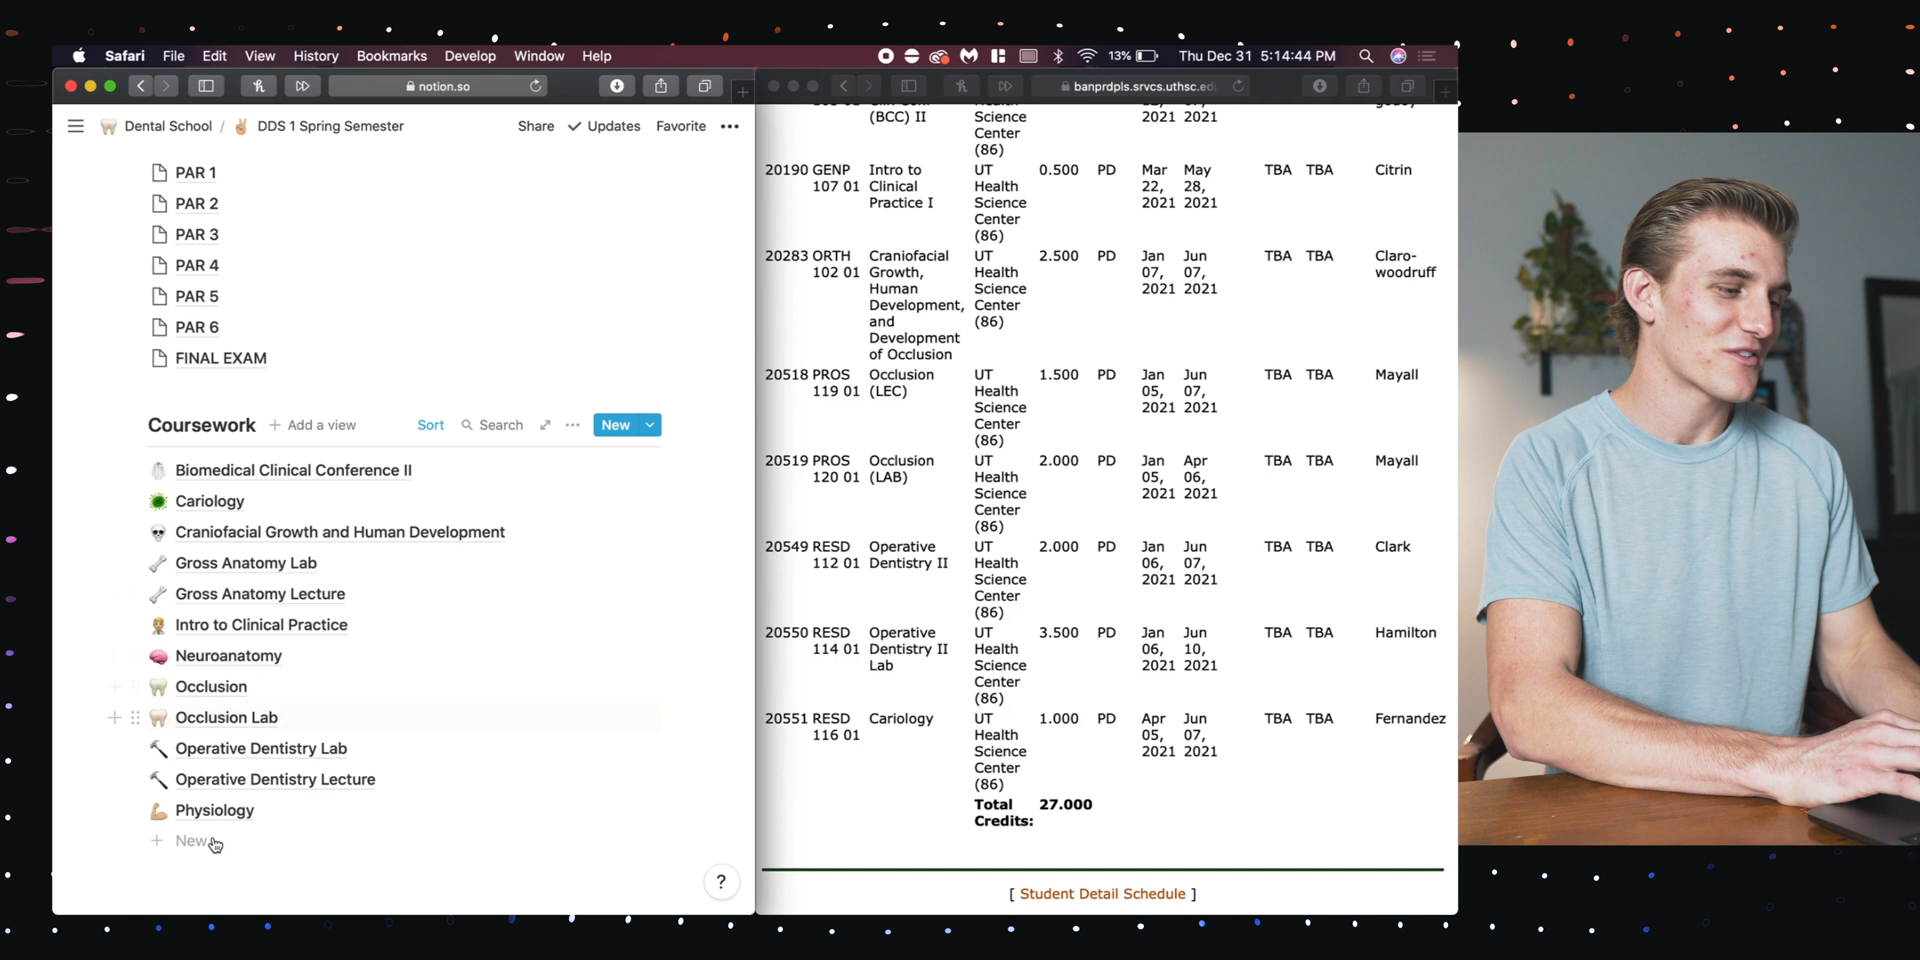 Safari File Edit View History Bookmarks Develop Window Help 13% Thu Dec 31 5:14:44 PM
notion.so
Dental School / DDS 1 Spring Semester Share Updates Favorite •••
PAR 1
PAR 2
PAR 3
PAR 4
PAR 5
PAR 6
FINAL EXAM
Coursework + Add a view Sort Search ••• New
Biomedical Clinical Conference II
Cariology
Craniofacial Growth and Human Development
Gross Anatomy Lab
Gross Anatomy Lecture
Intro to Clinical Practice
Neuroanatomy
Occlusion
Occlusion Lab
Operative Dentistry Lab
Operative Dentistry Lecture
Physiology
+ New
?
banprdpls.srvcs.uthsc.ed
(BCC) II Science 2021 2021
Center
(86)
20190 GENP Intro to UT 0.500 PD Mar May TBA TBA Citrin
107 01 Clinical Health 22, 28,
Practice I Science 2021 2021
Center
(86)
20283 ORTH Craniofacial UT 2.500 PD Jan Jun TBA TBA Claro-
102 01 Growth, Health 07, 07, woodruff
Human Science 2021 2021
Development, Center
and (86)
Development
of Occlusion
20518 PROS Occlusion UT 1.500 PD Jan Jun TBA TBA Mayall
119 01 (LEC) Health 05, 07,
Science 2021 2021
Center
(86)
20519 PROS Occlusion UT 2.000 PD Jan Apr TBA TBA Mayall
120 01 (LAB) Health 05, 06,
Science 2021 2021
Center
(86)
20549 RESD Operative UT 2.000 PD Jan Jun TBA TBA Clark
112 01 Dentistry II Health 06, 07,
Science 2021 2021
Center
(86)
20550 RESD Operative UT 3.500 PD Jan Jun TBA TBA Hamilton
114 01 Dentistry II Health 06, 10,
Lab Science 2021 2021
Center
(86)
20551 RESD Cariology UT 1.000 PD Apr Jun TBA TBA Fernandez
116 01 Health 05, 07,
Science 2021 2021
Center
(86)
Total 27.000
Credits:
[ Student Detail Schedule ]